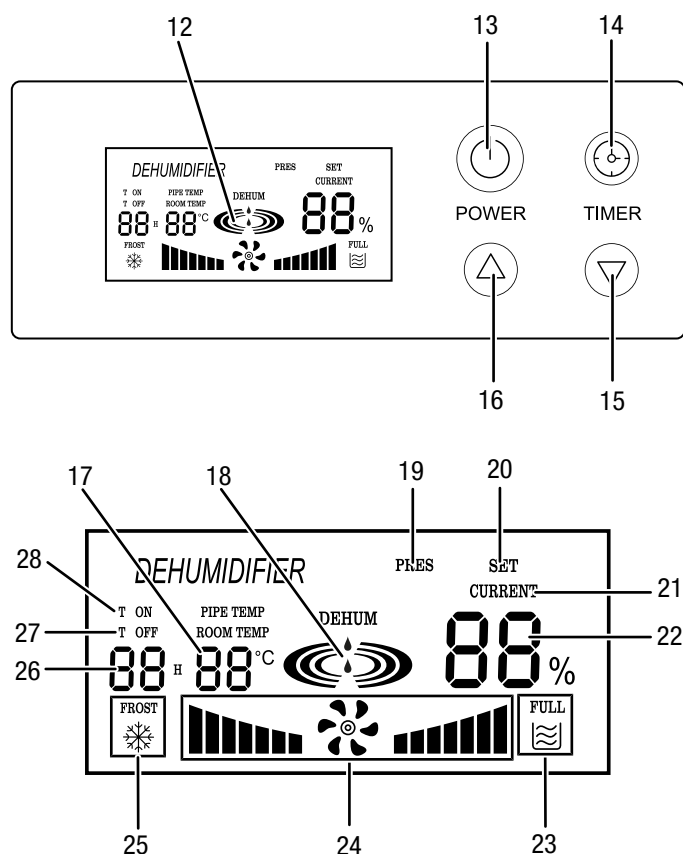 12 13 14
DEHUMIDIFIER PRES SET
CURRENT
T ON PIPE TEMP DEHUM
T OFF ROOM TEMP
88 H 88 °C 88 %
FROST FULL
POWER TIMER
16 15
17 18 19 20
DEHUMIDIFIER PRES SET
28 CURRENT 21
T ON PIPE TEMP DEHUM
27 T OFF ROOM TEMP 22
26 88 H 88 °C 88 %
FROST FULL
25 24 23